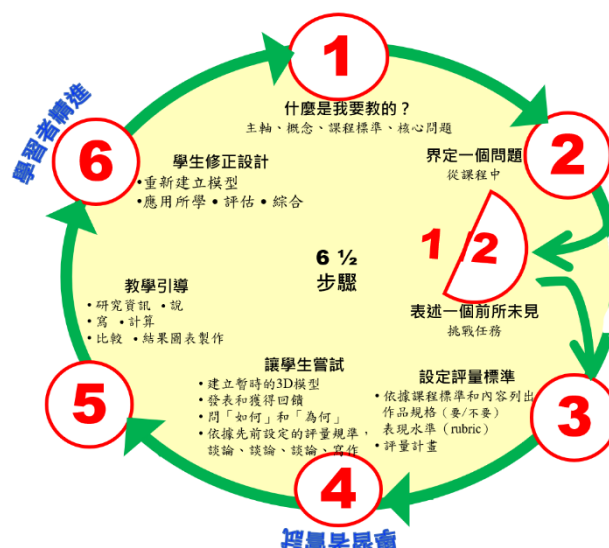 1
什麼是我要教的？
主軸、概念、課程標準、核心問題
2
界定一個問題
從課程中
1/2
表述一個前所未見
挑戰任務
3
設定評量標準
•依據課程標準和內容列出
作品規格（要/不要）
表現水準（rubric）
•評量計畫
4
讓學生嘗試
•建立暫時的3D模型
•發表和獲得回饋
•問「如何」和「為何」
•依據先前設定的評量規準，
談論、談論、談論、寫作
學習者嘗試
5
教學引導
•研究資訊 •說
•寫 •計算
•比較 •結果圖表製作
6
學生修正設計
•重新建立模型
•應用所學 •評估 •綜合
學習者精進
6 ½
步驟